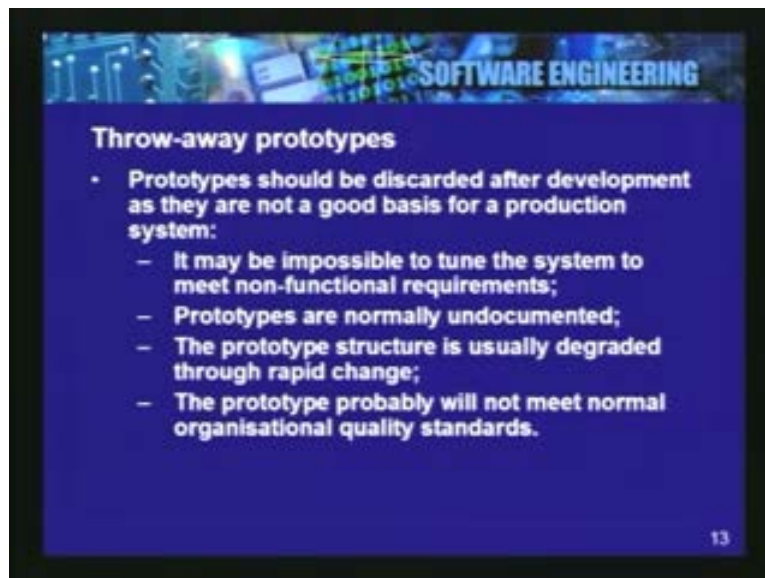 SOFTWARE ENGINEERING
Throw-away prototypes
• Prototypes should be discarded after development
as they are not a good basis for a production
system:
– It may be impossible to tune the system to
meet non-functional requirements;
– Prototypes are normally undocumented;
– The prototype structure is usually degraded
through rapid change;
– The prototype probably will not meet normal
organisational quality standards.
13